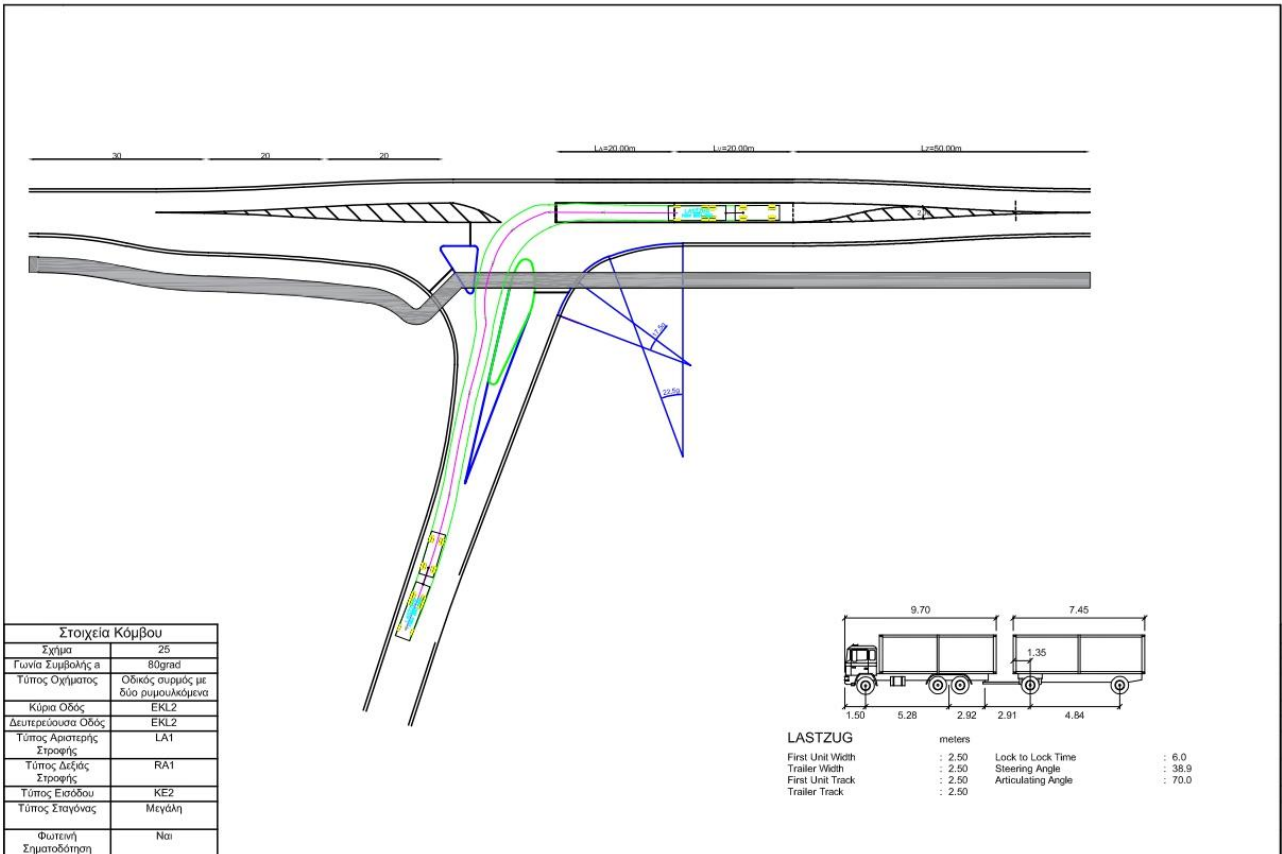 30 20 20 LA=20.00m LV=20.00m LZ=50.00m
17.5g
22.5g
Στοιχεία Κόμβου
Σχήμα 25
Γωνία Συμβολής a 80grad
Τύπος Οχήματος Οδικός συρμός με
δύο ρυμουλκόμενα
Κύρια Οδός EKL2
Δευτερεύουσα Οδός EKL2
Τύπος Αριστερής
Στροφής LA1
Τύπος Δεξιάς
Στροφής RA1
Τύπος Εισόδου KE2
Τύπος Σταγόνας Μεγάλη
Φωτεινή
Σηματοδότηση Ναι
9.70 7.45
1.35
1.50 5.28 2.92 2.91 4.84
LASTZUG meters
First Unit Width : 2.50 Lock to Lock Time : 6.0
Trailer Width : 2.50 Steering Angle : 38.9
First Unit Track : 2.50 Articulating Angle : 70.0
Trailer Track : 2.50